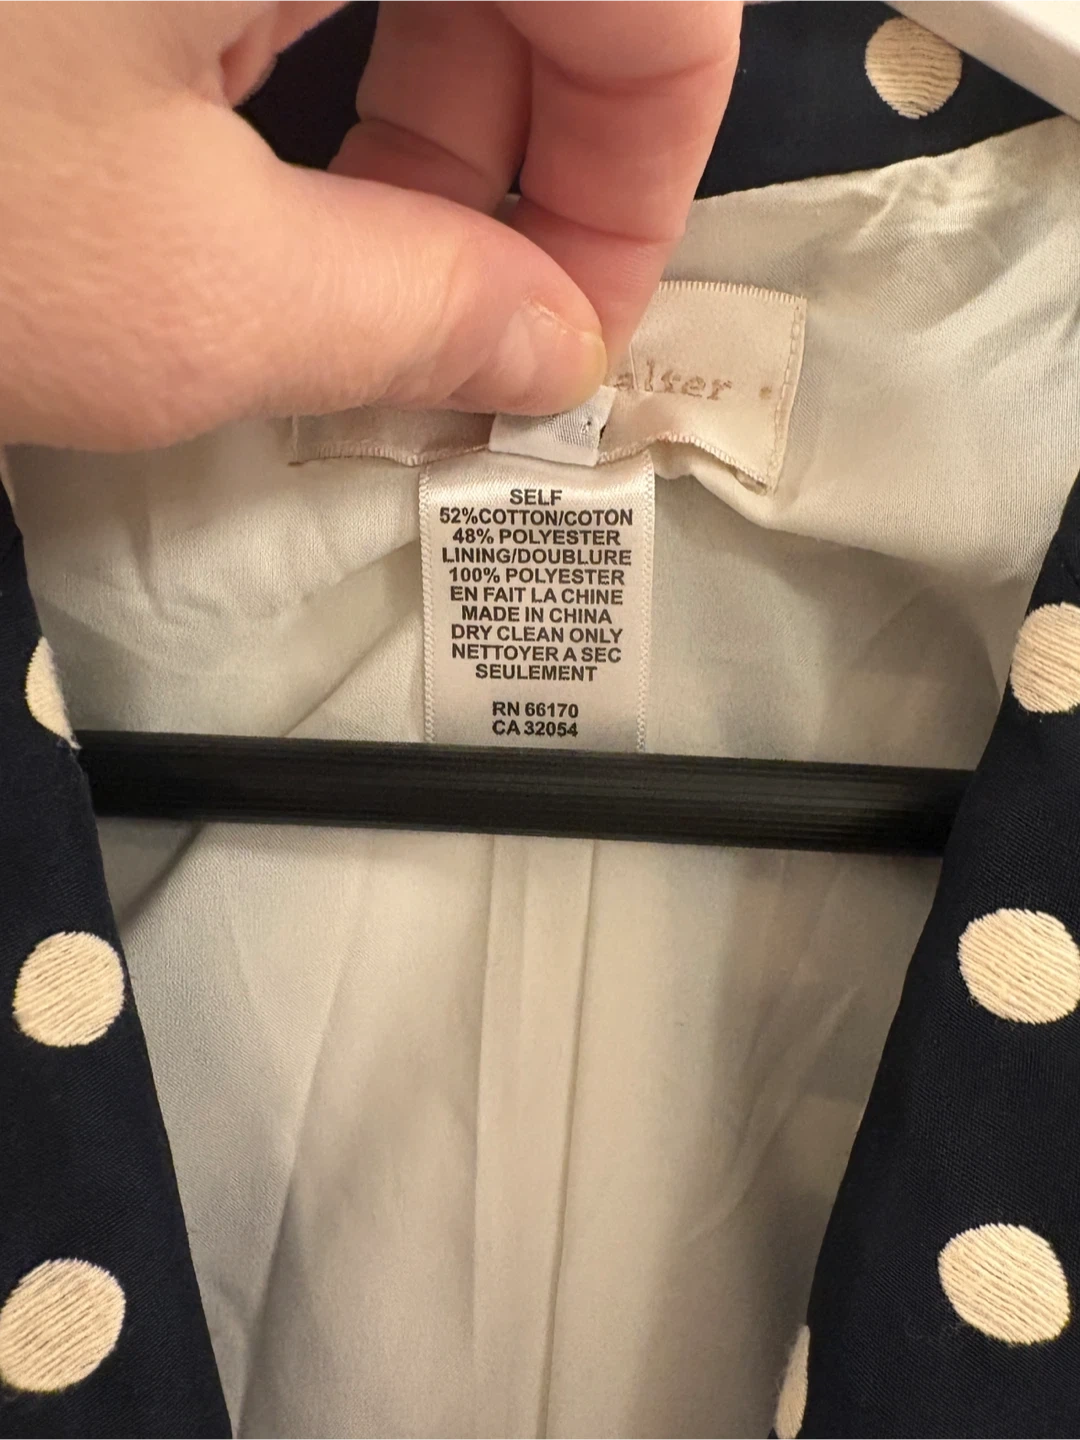 alter
SELF
52%COTTON/COTON
48% POLYESTER
LINING/DOUBLURE
100% POLYESTER
EN FAIT LA CHINE
MADE IN CHINA
DRY CLEAN ONLY
NETTOYER A SEC
SEULEMENT
RN 66170
CA 32054